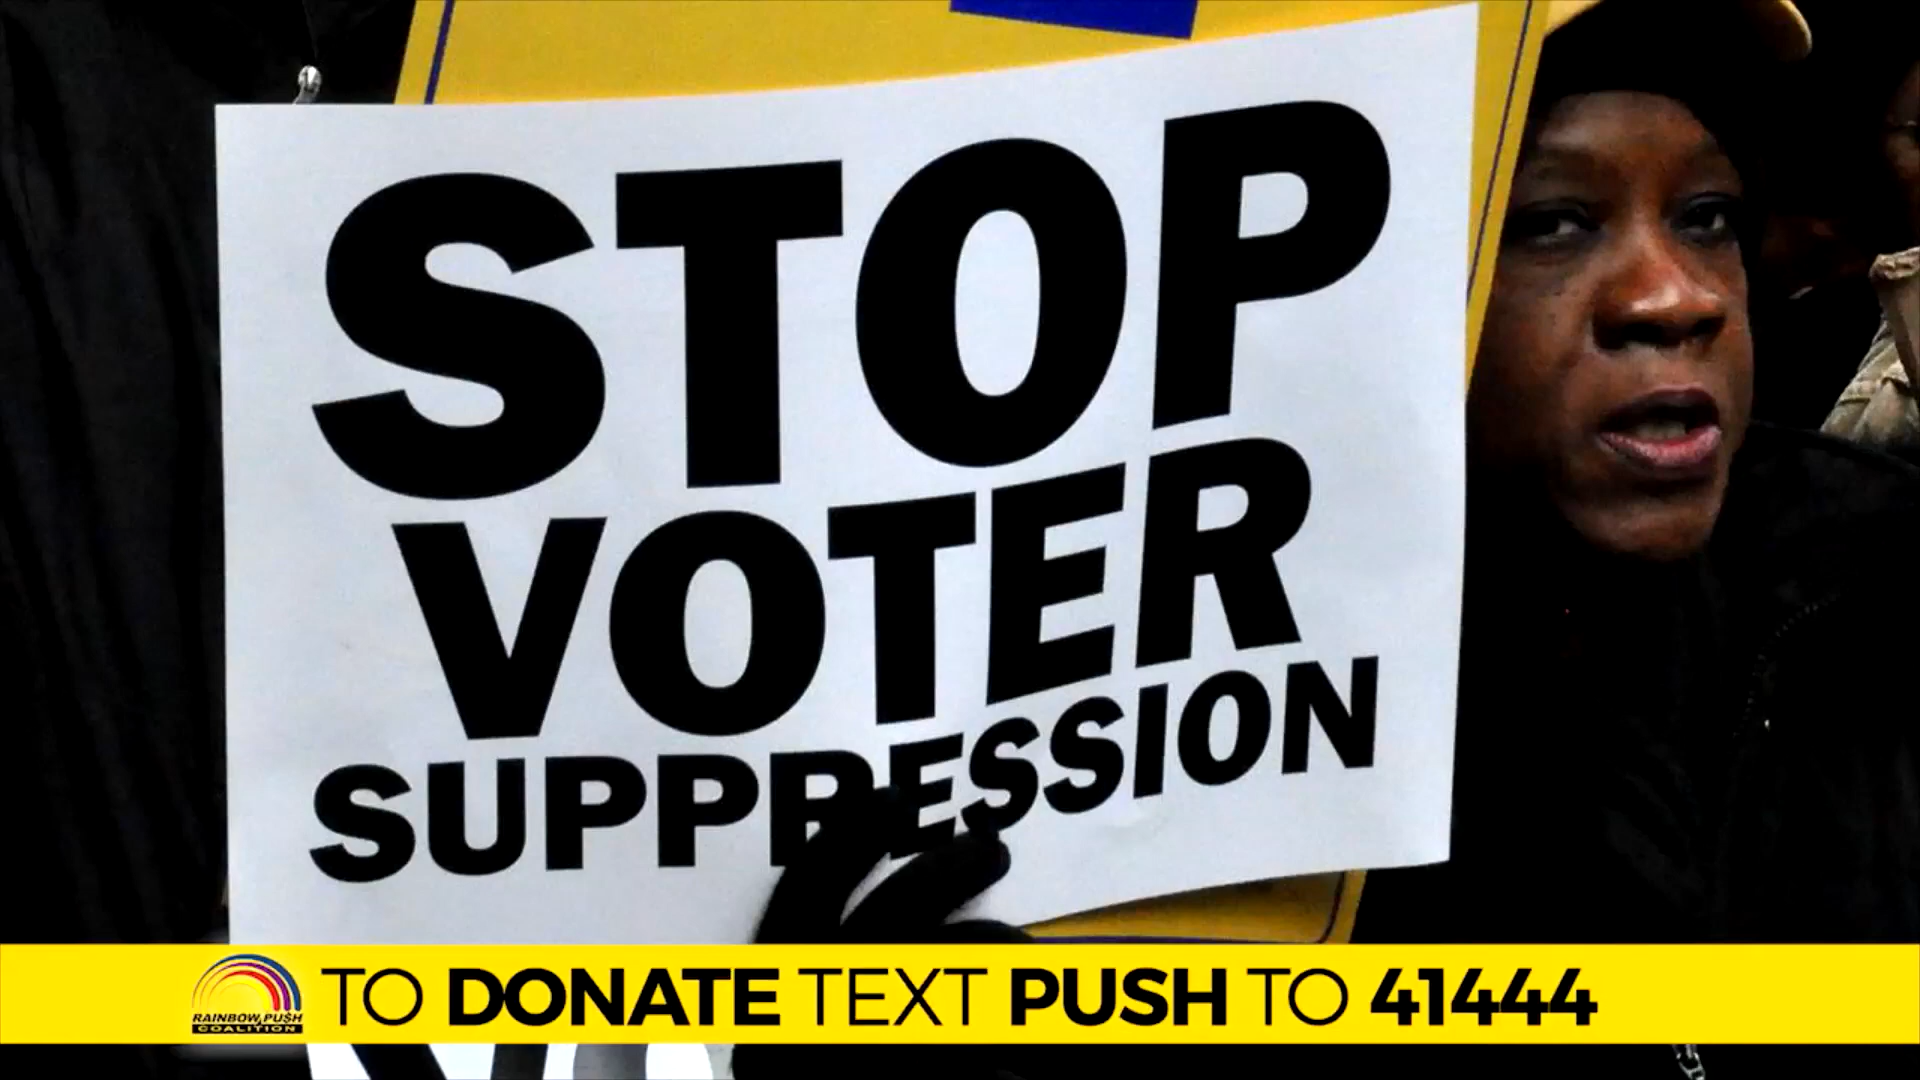 STOP
VOTER
SUPPRESSION
RAINBOW PUSH
COALITION
TO DONATE TEXT PUSH TO 41444